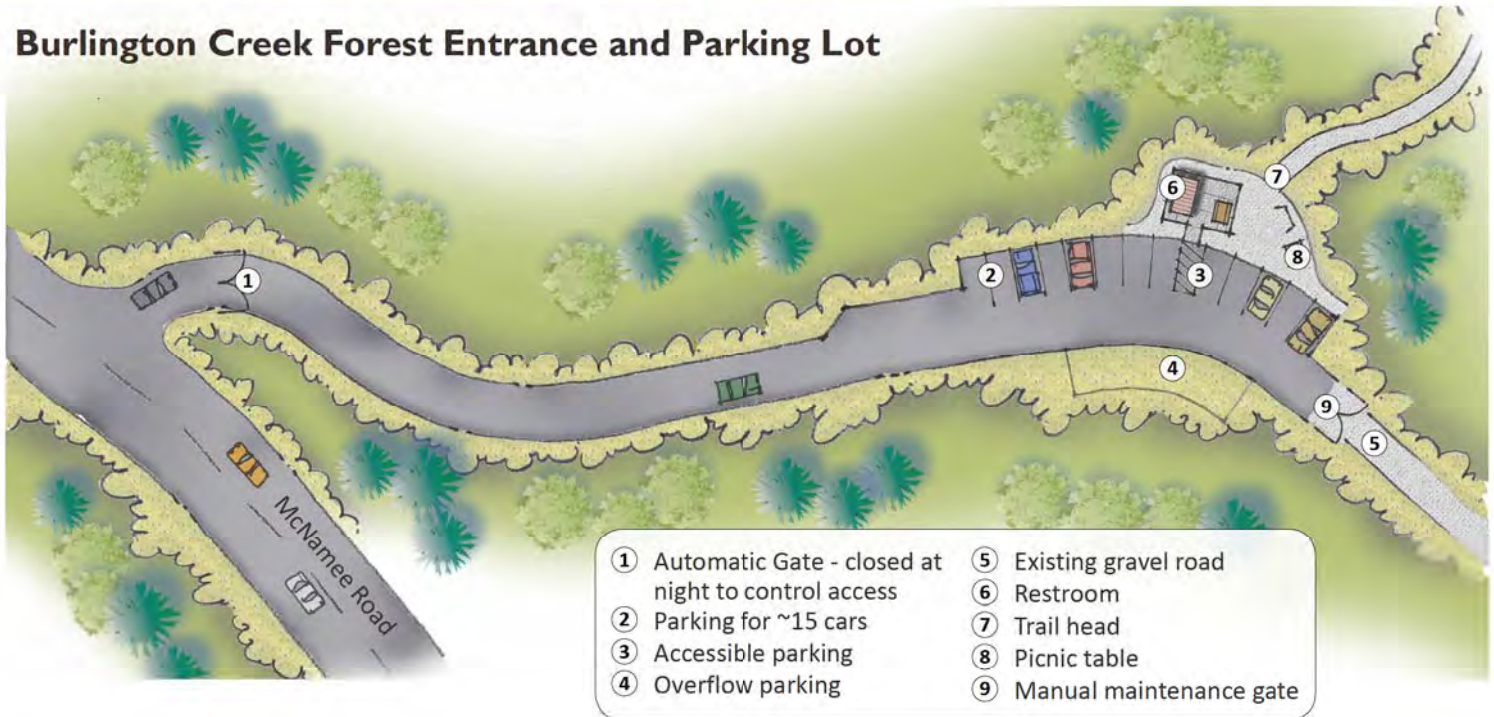 Burlington Creek Forest Entrance and Parking Lot
1
2
3
4
5
6
7
8
9
McNamee Road
1 Automatic Gate - closed at
night to control access
2 Parking for ~15 cars
3 Accessible parking
4 Overflow parking
5 Existing gravel road
6 Restroom
7 Trail head
8 Picnic table
9 Manual maintenance gate